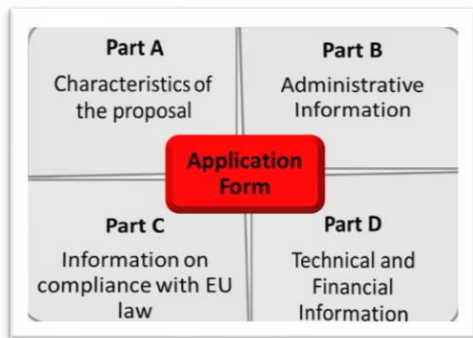 Part A
Characteristics of
the proposal
Part B
Administrative
Information
Application
Form
Part C
Information on
compliance with EU
law
Part D
Technical and
Financial
Information